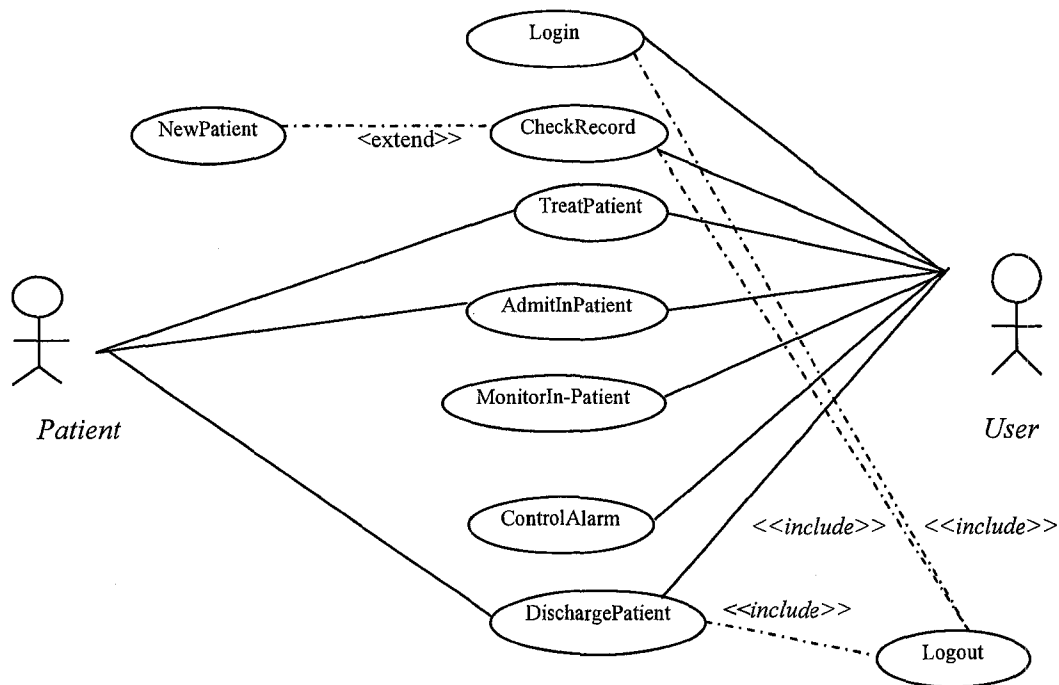 Login
NewPatient
<extend>>
CheckRecord
TreatPatient
AdmitInPatient
MonitorIn-Patient
Patient
User
ControlAlarm
<<include>>
<<include>>
DischargePatient
<<include>>
Logout